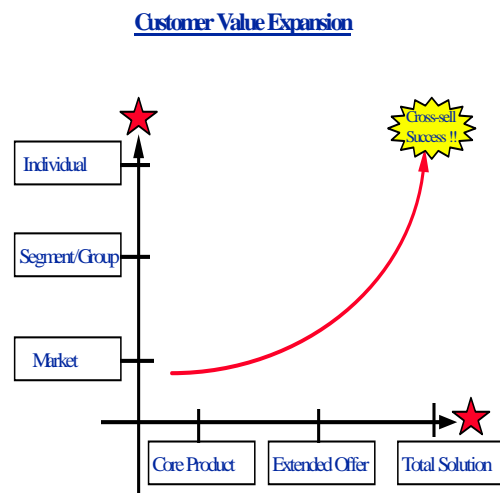 Customer Value Expansion
Cross-sell
Success !!
Individual
Segment/Group
Market
Core Product
Extended Offer
Total Solution